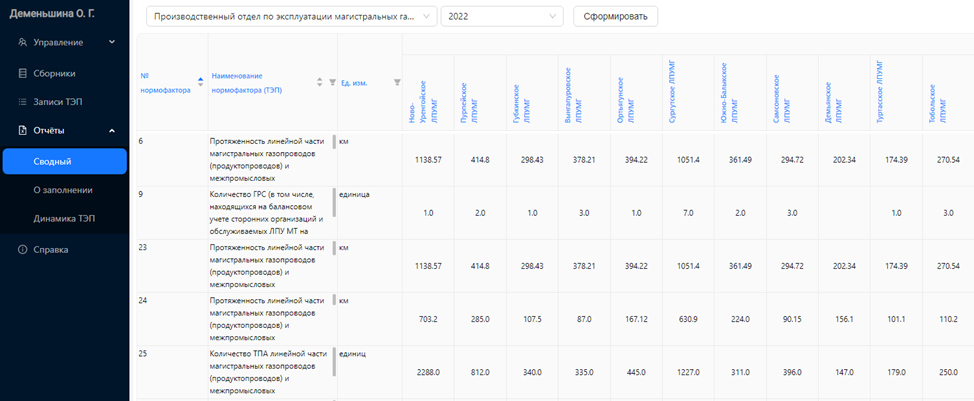 Деменьшина О. Г.
Управление
Сборники
Записи ТЭП
Отчёты
Сводный
О заполнении
Динамика ТЭП
Справка
Производственный отдел по эксплуатации магистральных га...
2022
Сформировать
№ нормофактора
Наименование нормофактора (ТЭП)
Ед. изм.
Ново-Уренгойское ЛПУМГ
Пурпейское ЛПУМГ
Губкинское ЛПУМГ
Вынгапуровское ЛПУМГ
Ортьягунское ЛПУМГ
Сургутское ЛПУМГ
Южно-Балыкское ЛПУМГ
Самсоновское ЛПУМГ
Демьянское ЛПУМГ
Туртасское ЛПУМГ
Тобольское ЛПУМГ
6
Протяженность линейной части
магистральных газопроводов
(продуктопроводов) и
межпромысловых
км
1138.57 414.8 298.43 378.21 394.22 1051.4 361.49 294.72 202.34 174.39 270.54
9
Количество ГРС (в том числе,
находящихся на балансовом
учете сторонних организаций и
обслуживаемых ЛПУ МТ на
единица
1.0 2.0 1.0 3.0 1.0 7.0 2.0 3.0 1.0 3.0
23
Протяженность линейной части
магистральных газопроводов
(продуктопроводов) и
межпромысловых
км
1138.57 414.8 298.43 378.21 394.22 1051.4 361.49 294.72 202.34 174.39 270.54
24
Протяженность линейной части
магистральных газопроводов
(продуктопроводов) и
межпромысловых
км
703.2 285.0 107.5 87.0 167.12 630.9 224.0 90.15 156.1 101.1 110.2
25
Количество ТПА линейной части
магистральных газопроводов
(продуктопроводов) и
межпромысловых
единиц
2288.0 812.0 340.0 335.0 445.0 1227.0 311.0 396.0 147.0 179.0 250.0